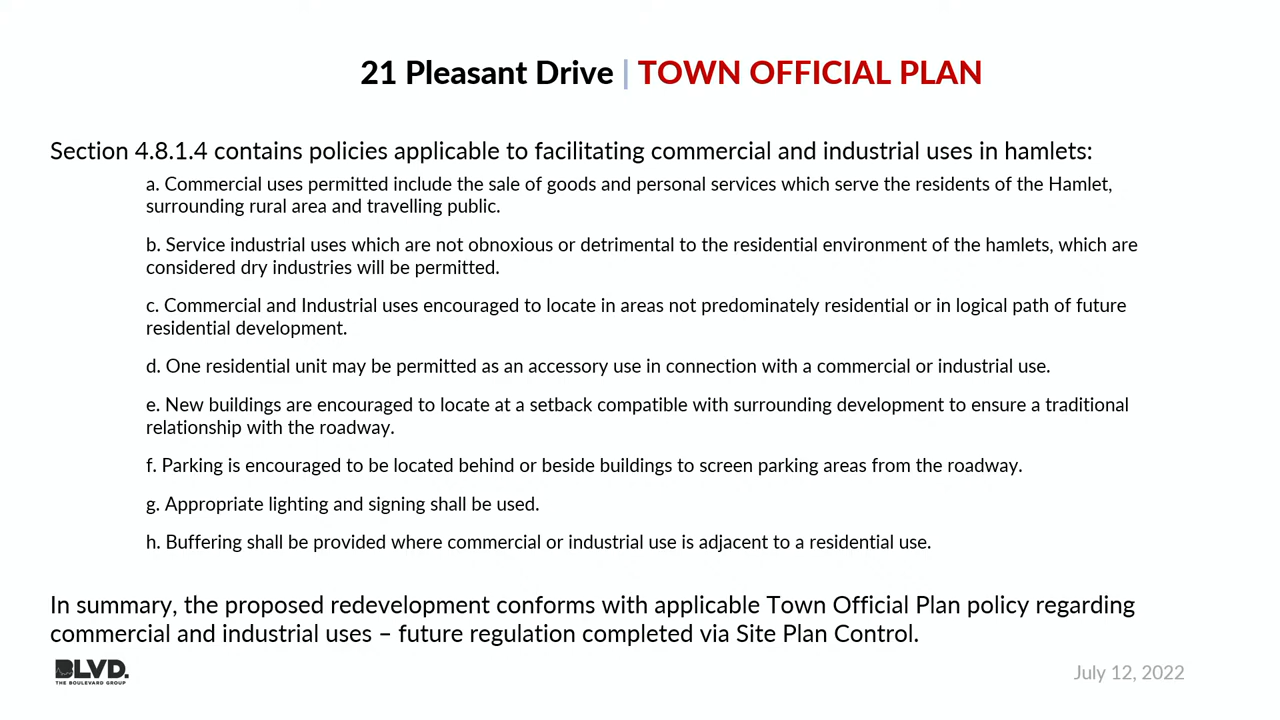 21 Pleasant Drive | TOWN OFFICIAL PLAN
Section 4.8.1.4 contains policies applicable to facilitating commercial and industrial uses in hamlets:
a. Commercial uses permitted include the sale of goods and personal services which serve the residents of the Hamlet,
surrounding rural area and travelling public.
b. Service industrial uses which are not obnoxious or detrimental to the residential environment of the hamlets, which are
considered dry industries will be permitted.
c. Commercial and Industrial uses encouraged to locate in areas not predominately residential or in logical path of future
residential development.
d. One residential unit may be permitted as an accessory use in connection with a commercial or industrial use.
e. New buildings are encouraged to locate at a setback compatible with surrounding development to ensure a traditional
relationship with the roadway.
f. Parking is encouraged to be located behind or beside buildings to screen parking areas from the roadway.
g. Appropriate lighting and signing shall be used.
h. Buffering shall be provided where commercial or industrial use is adjacent to a residential use.
In summary, the proposed redevelopment conforms with applicable Town Official Plan policy regarding
commercial and industrial uses – future regulation completed via Site Plan Control.
BLVD.
THE BOULEVARD GROUP
July 12, 2022